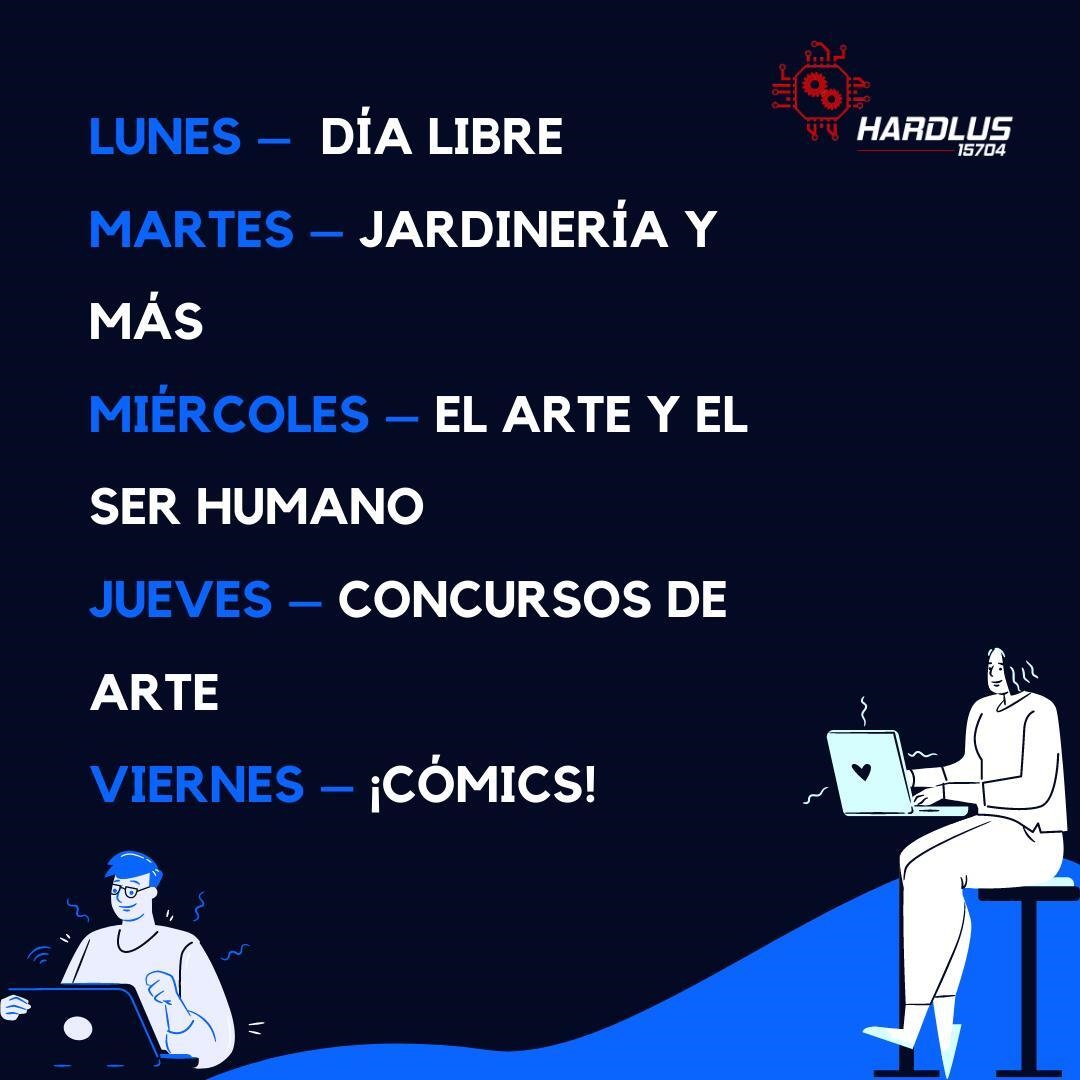 HARDLUS
15704
LUNES – DÍA LIBRE
MARTES – JARDINERÍA Y
MÁS
MIÉRCOLES – EL ARTE Y EL
SER HUMANO
JUEVES – CONCURSOS DE
ARTE
VIERNES – ¡CÓMICS!